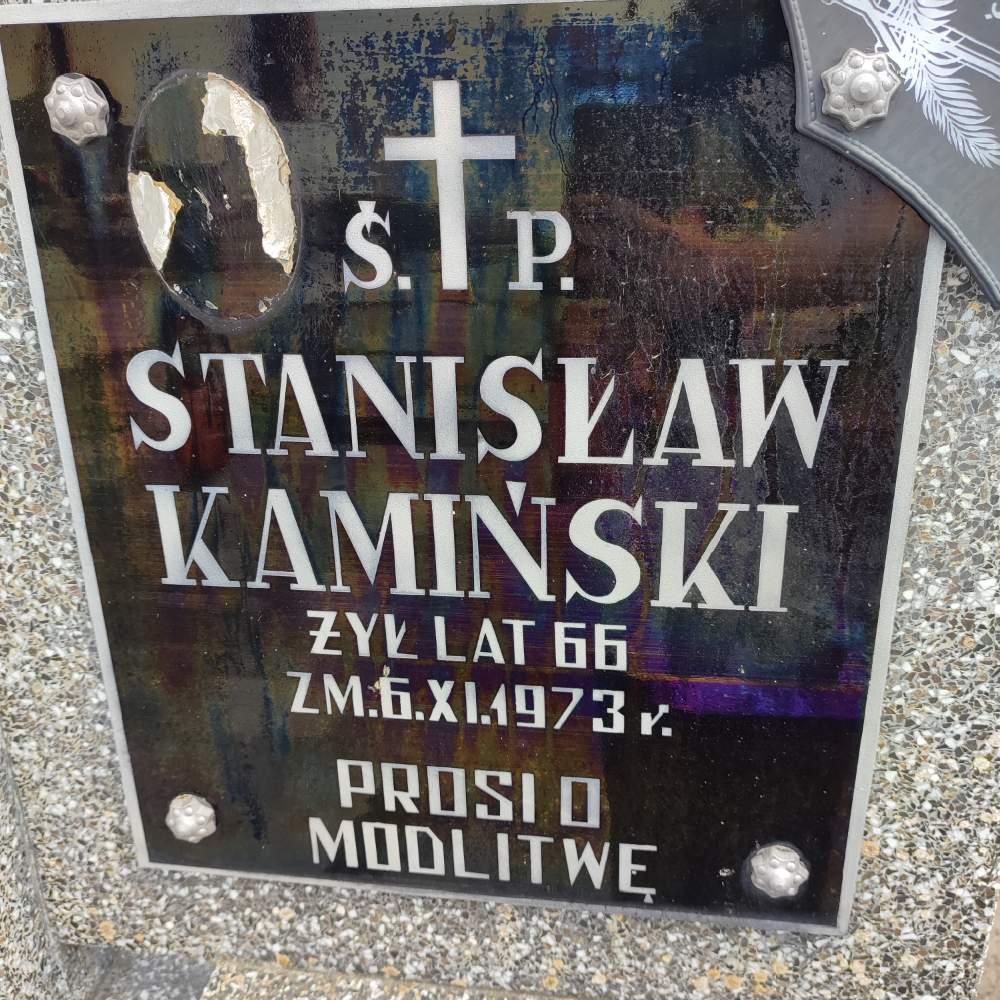 Ś. P.
STANISŁAW
KAMIŃSKI
ŻYŁ LAT 66
ZM. 6.XI.1973 r.
PROSI O
MODLITWĘ